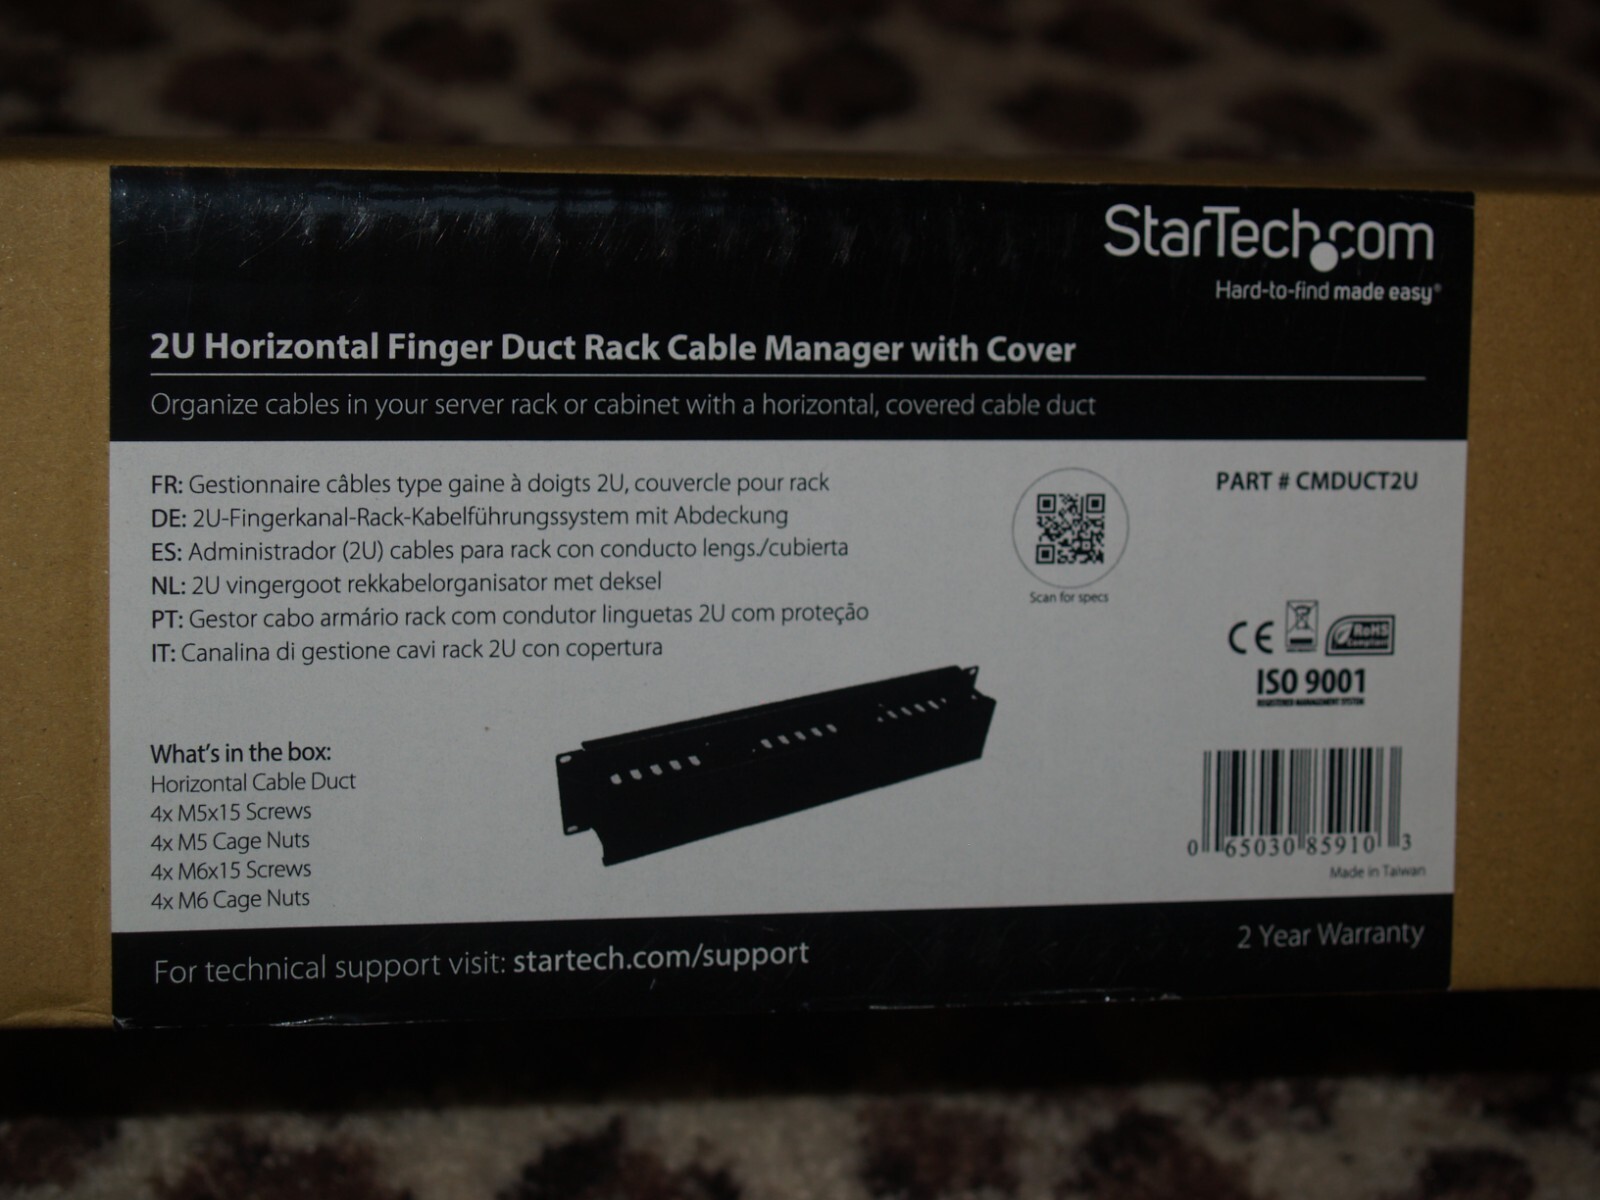 StarTech.com
Hard-to-find made easy®
2U Horizontal Finger Duct Rack Cable Manager with Cover
Organize cables in your server rack or cabinet with a horizontal, covered cable duct
FR: Gestionnaire câbles type gaine à doigts 2U, couvercle pour rack
DE: 2U-Fingerkanal-Rack-Kabelführungssystem mit Abdeckung
ES: Administrador (2U) cables para rack con conducto lengs./cubierta
NL: 2U vingergoot rekkabelorganisator met deksel
PT: Gestor cabo armário rack com condutor linguetas 2U com proteção
IT: Canalina di gestione cavi rack 2U con copertura
Scan for specs
PART # CMDUCT2U
CE
RoHS
Compliant
ISO 9001
REGISTERED MANAGEMENT SYSTEM
What's in the box:
Horizontal Cable Duct
4x M5x15 Screws
4x M5 Cage Nuts
4x M6x15 Screws
4x M6 Cage Nuts
0 65030 85910 3
Made in Taiwan
For technical support visit: startech.com/support
2 Year Warranty